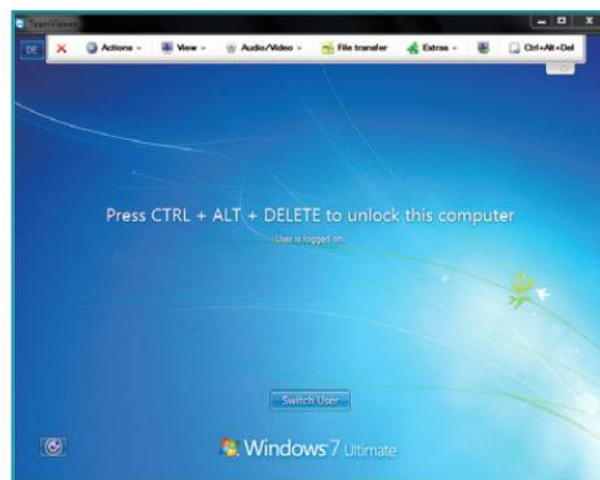 TeamViewer
DE Actions View Audio/Video File transfer Extras Ctrl+Alt+Del
Press CTRL + ALT + DELETE to unlock this computer
User is logged on.
Switch User
Windows 7 Ultimate